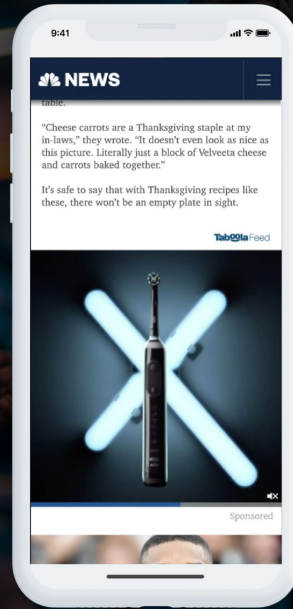 9:41
NEWS
table.
“Cheese carrots are a Thanksgiving staple at my
in-laws,” they wrote. “It doesn’t even look as nice as
this picture. Literally just a block of Velveeta cheese
and carrots baked together.”
It’s safe to say that with Thanksgiving recipes like
these, there won’t be an empty plate in sight.
Taboola Feed
Sponsored